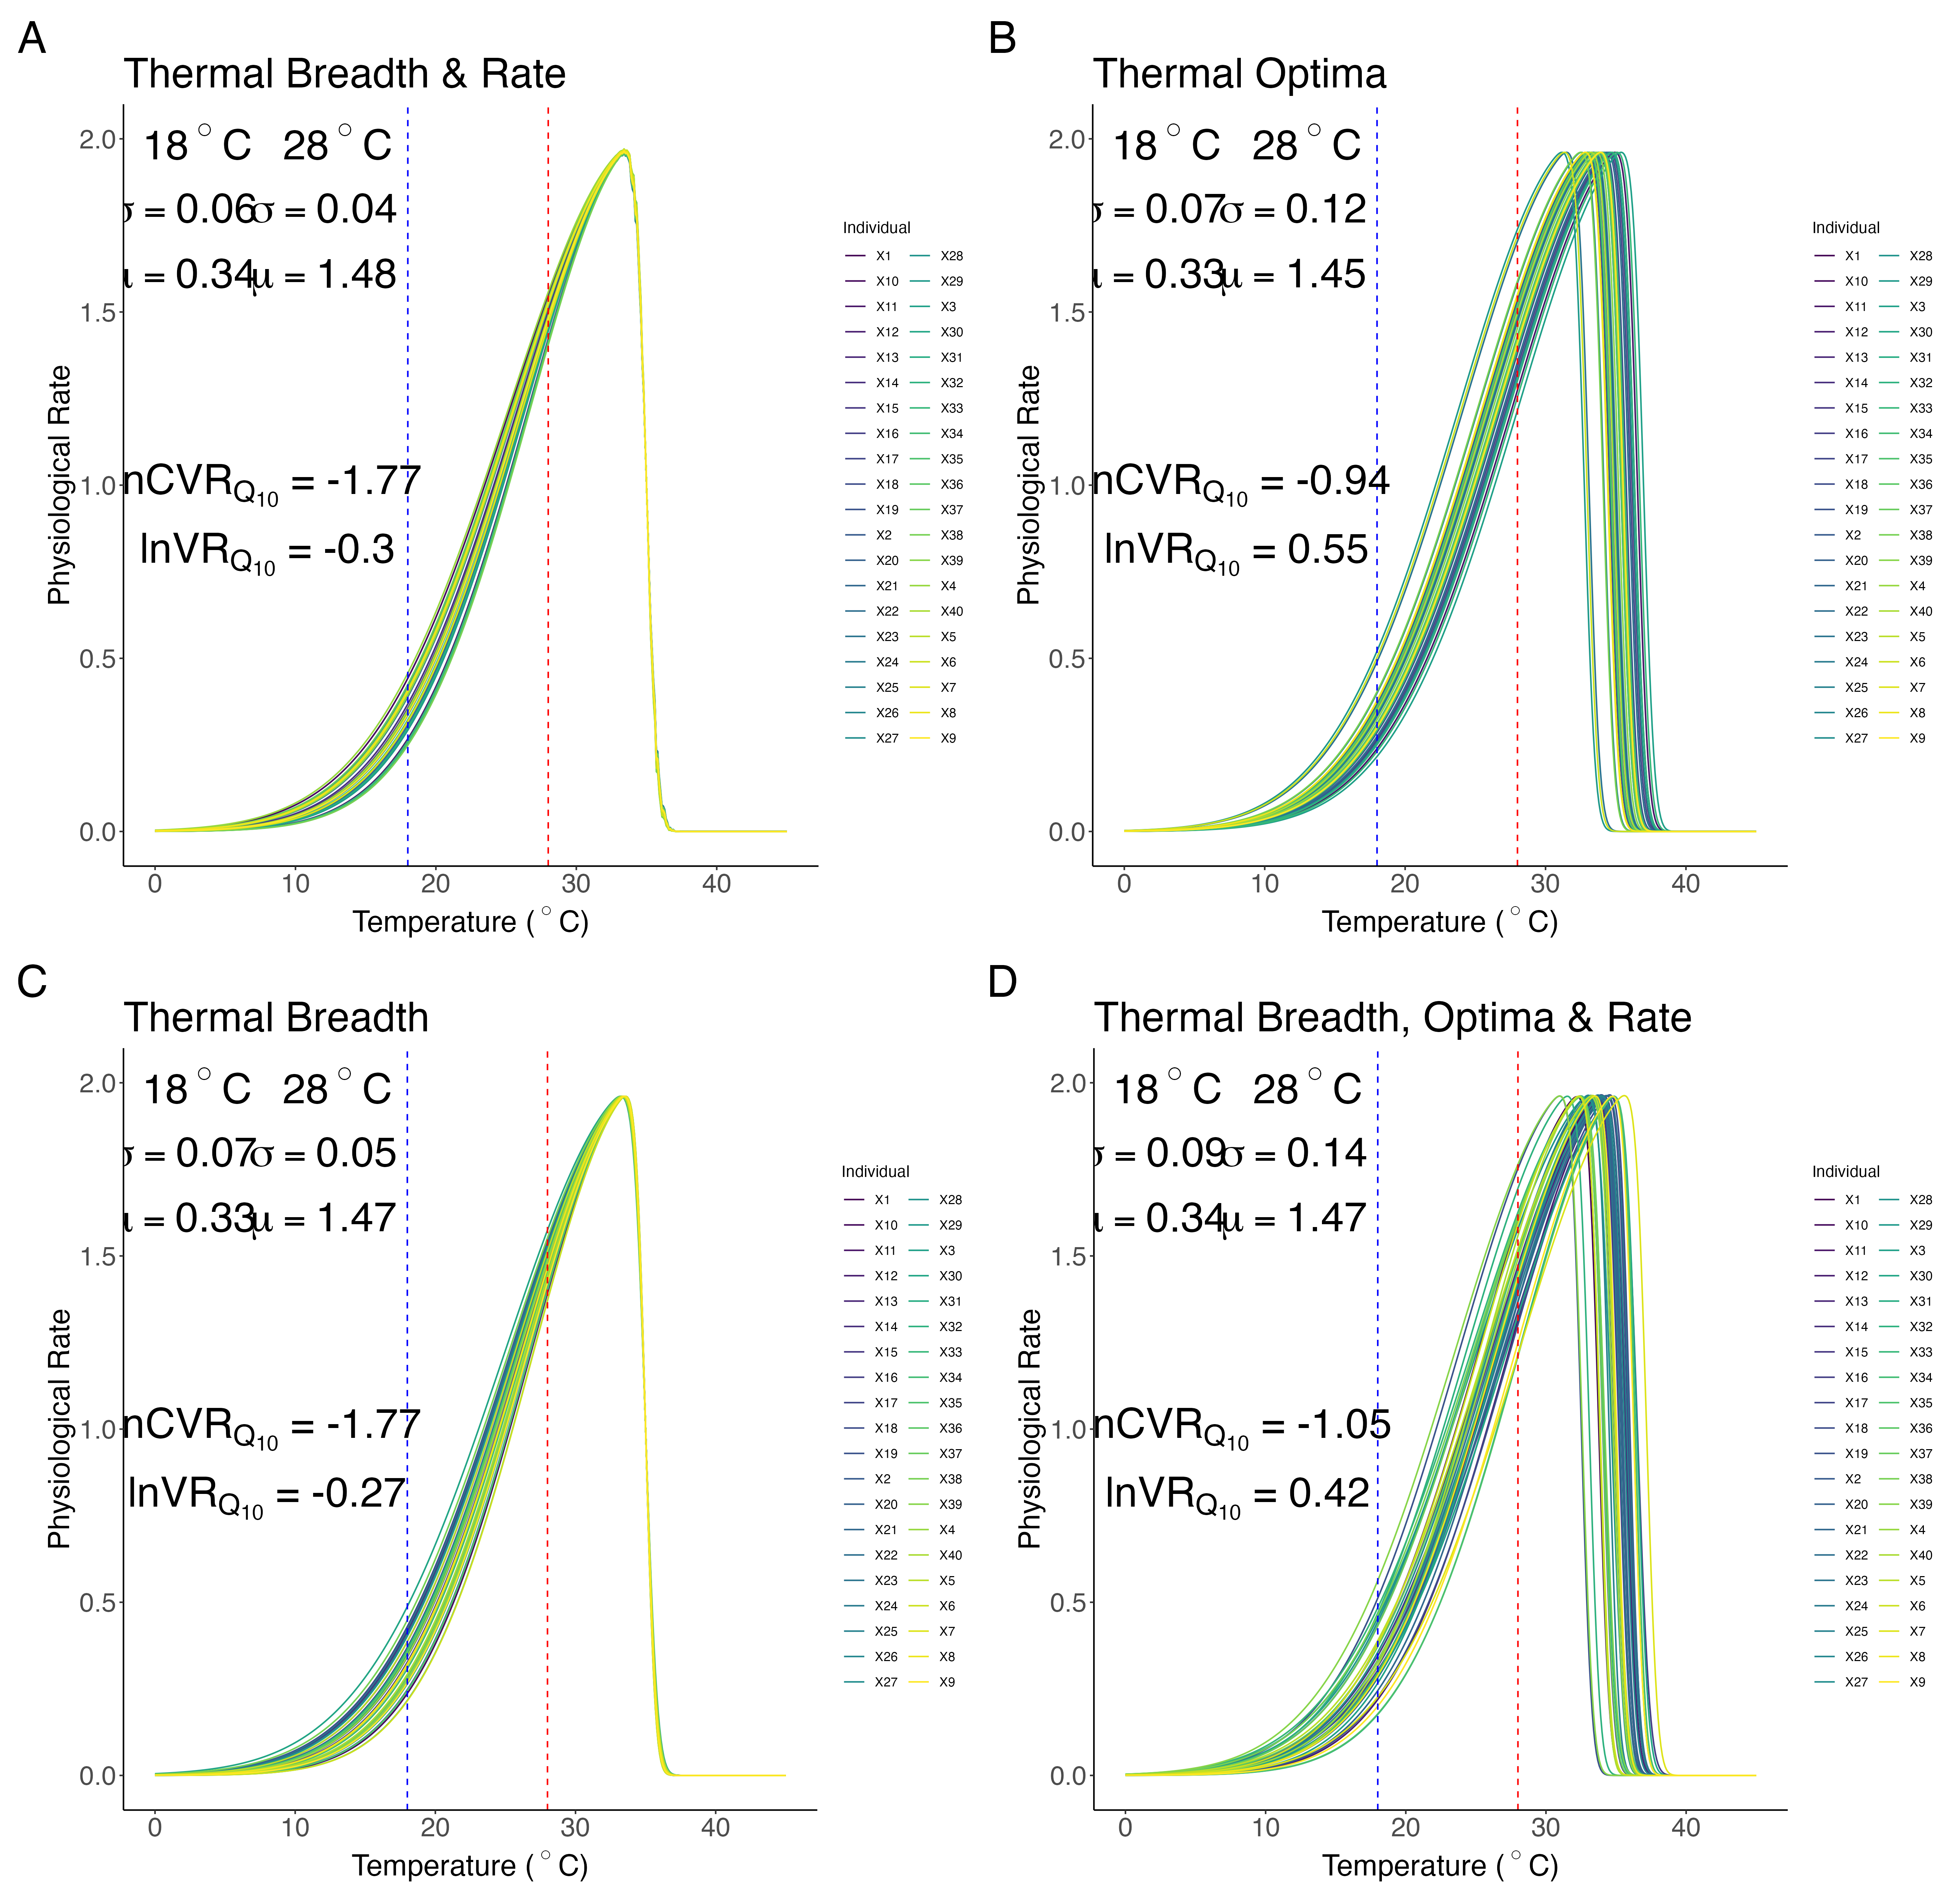 A
Thermal Breadth & Rate
18 ° C 28 ° C
σ = 0.06 σ = 0.04
μ = 0.34 μ = 1.48
nCVR_Q10 = -1.77
lnVR_Q10 = -0.3
Physiological Rate
2.0
1.5
1.0
0.5
0.0
0 10 20 30 40
Temperature ( ° C)
Individual
X1 X28
X10 X29
X11 X3
X12 X30
X13 X31
X14 X32
X15 X33
X16 X34
X17 X35
X18 X36
X19 X37
X2 X38
X20 X39
X21 X4
X22 X40
X23 X5
X24 X6
X25 X7
X26 X8
X27 X9
B
Thermal Optima
18 ° C 28 ° C
σ = 0.07 σ = 0.12
μ = 0.33 μ = 1.45
nCVR_Q10 = -0.94
lnVR_Q10 = 0.55
Physiological Rate
2.0
1.5
1.0
0.5
0.0
0 10 20 30 40
Temperature ( ° C)
Individual
X1 X28
X10 X29
X11 X3
X12 X30
X13 X31
X14 X32
X15 X33
X16 X34
X17 X35
X18 X36
X19 X37
X2 X38
X20 X39
X21 X4
X22 X40
X23 X5
X24 X6
X25 X7
X26 X8
X27 X9
C
Thermal Breadth
18 ° C 28 ° C
σ = 0.07 σ = 0.05
μ = 0.33 μ = 1.47
nCVR_Q10 = -1.77
lnVR_Q10 = -0.27
Physiological Rate
2.0
1.5
1.0
0.5
0.0
0 10 20 30 40
Temperature ( ° C)
Individual
X1 X28
X10 X29
X11 X3
X12 X30
X13 X31
X14 X32
X15 X33
X16 X34
X17 X35
X18 X36
X19 X37
X2 X38
X20 X39
X21 X4
X22 X40
X23 X5
X24 X6
X25 X7
X26 X8
X27 X9
D
Thermal Breadth, Optima & Rate
18 ° C 28 ° C
σ = 0.09 σ = 0.14
μ = 0.34 μ = 1.47
nCVR_Q10 = -1.05
lnVR_Q10 = 0.42
Physiological Rate
2.0
1.5
1.0
0.5
0.0
0 10 20 30 40
Temperature ( ° C)
Individual
X1 X28
X10 X29
X11 X3
X12 X30
X13 X31
X14 X32
X15 X33
X16 X34
X17 X35
X18 X36
X19 X37
X2 X38
X20 X39
X21 X4
X22 X40
X23 X5
X24 X6
X25 X7
X26 X8
X27 X9